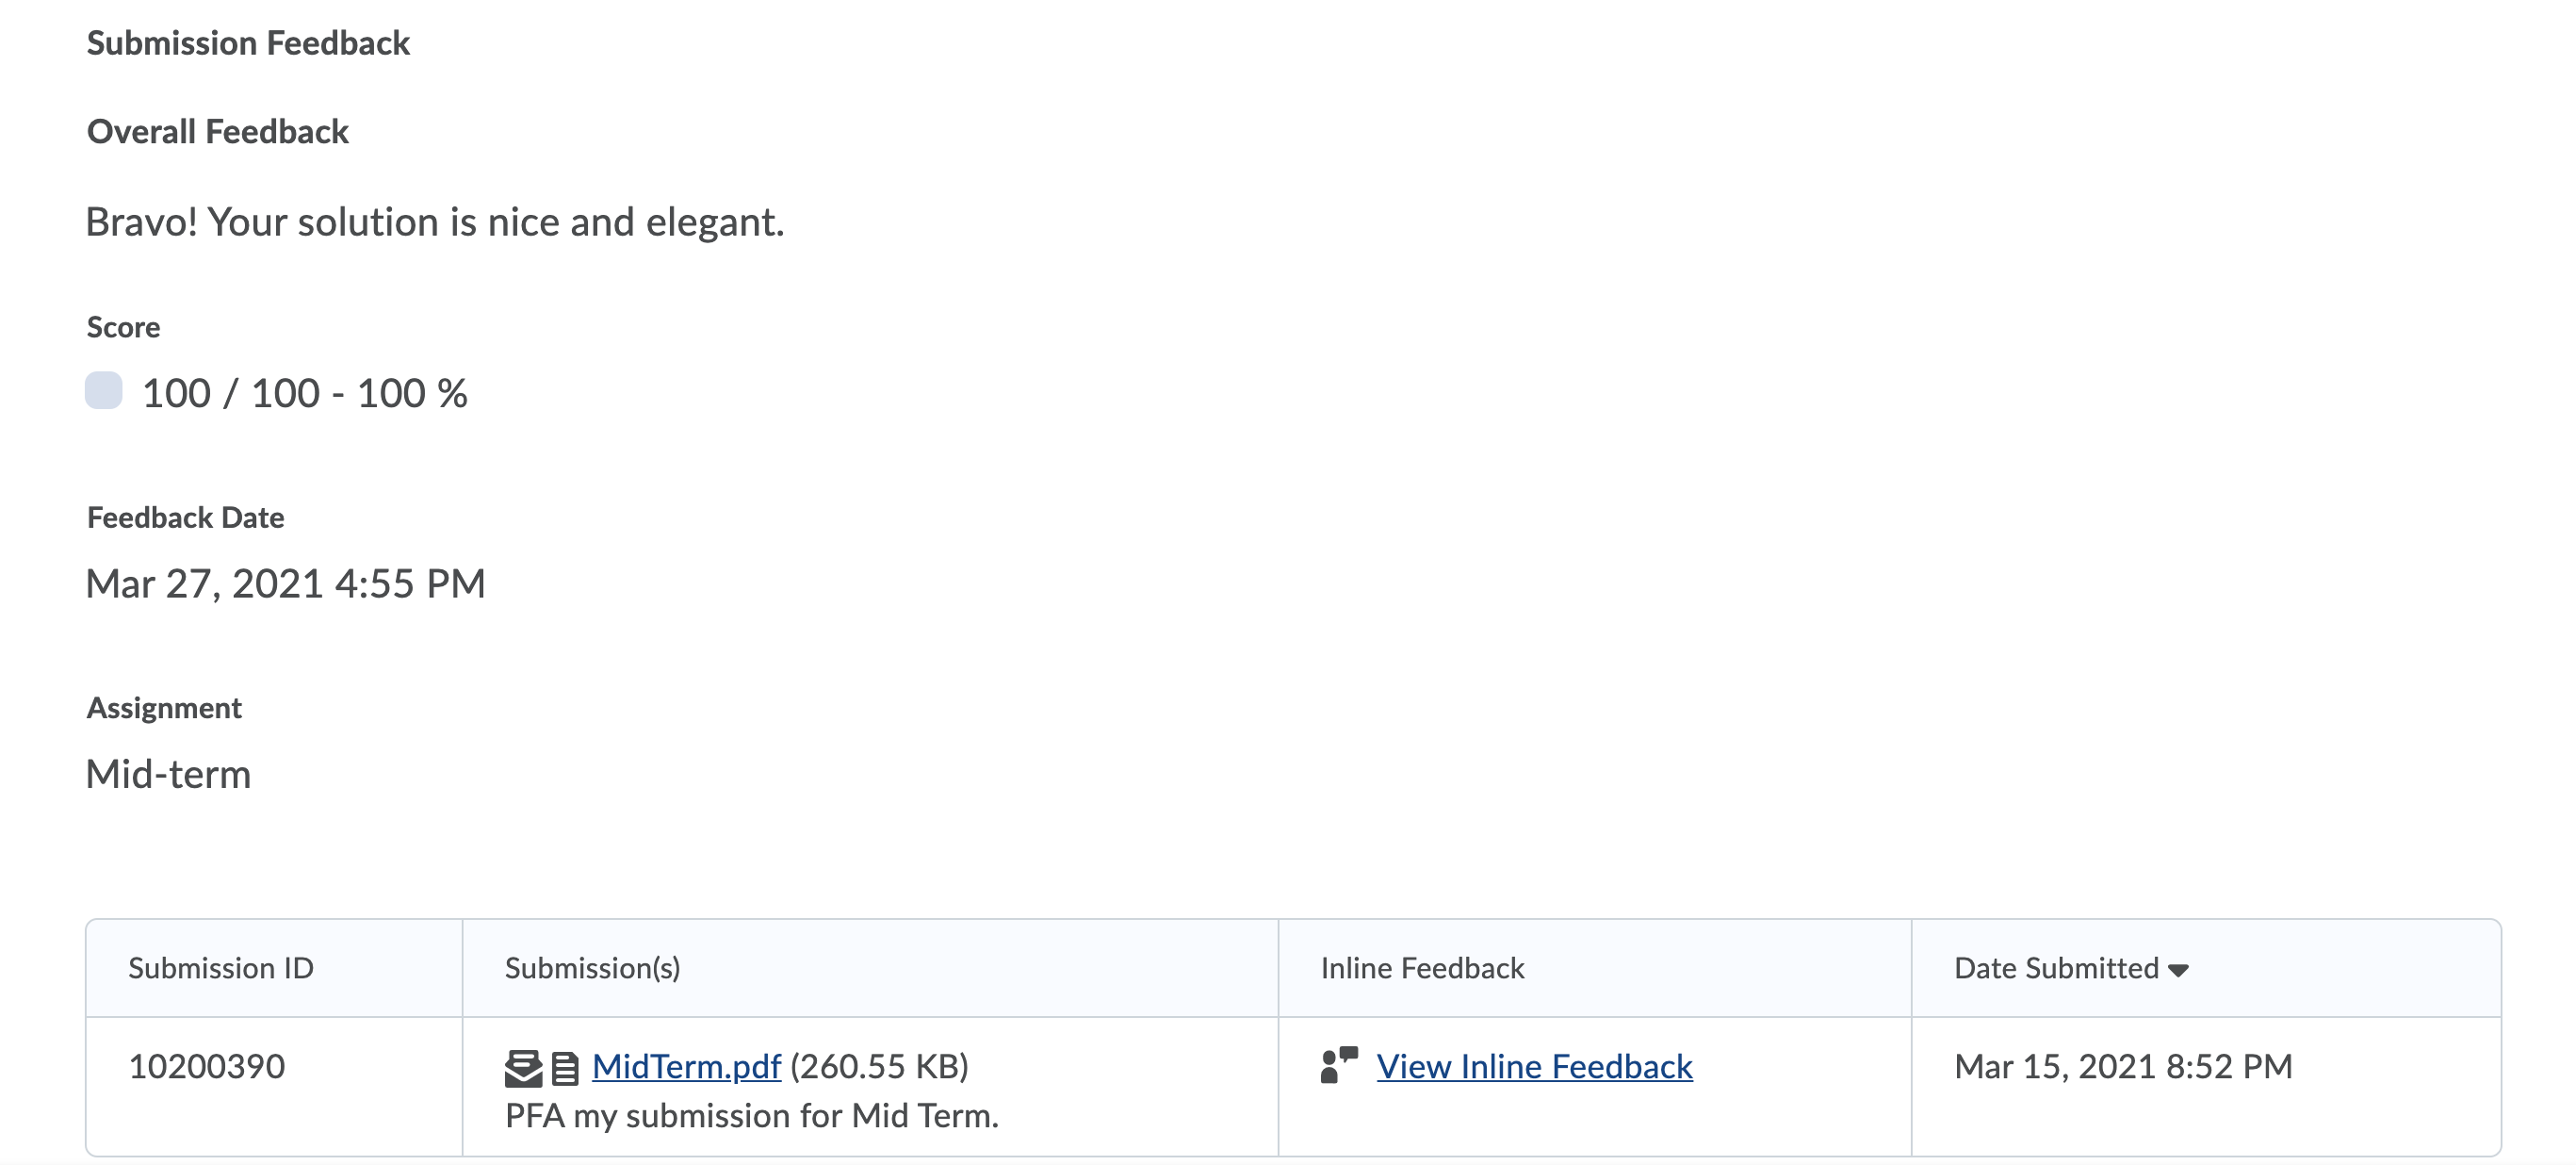 Submission Feedback
Overall Feedback
Bravo! Your solution is nice and elegant.
Score
100 / 100 - 100 %
Feedback Date
Mar 27, 2021 4:55 PM
Assignment
Mid-term
Submission ID Submission(s) Inline Feedback Date Submitted
10200390 MidTerm.pdf (260.55 KB) View Inline Feedback Mar 15, 2021 8:52 PM
PFA my submission for Mid Term.